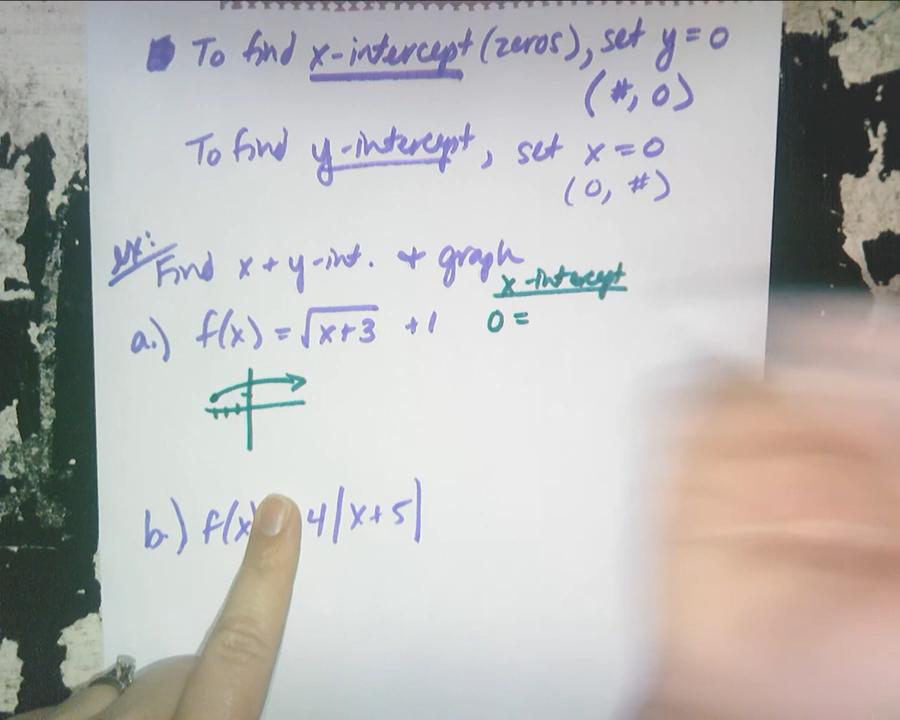 To find x-intercept (zeros), set y = 0
(#, 0)
To find y-intercept, set x = 0
(0, #)
Ex: Find x + y-int. + graph
x-intercept
a.) f(x) = √x+3 + 1
0 =
b.) f(x) 4|x+5|